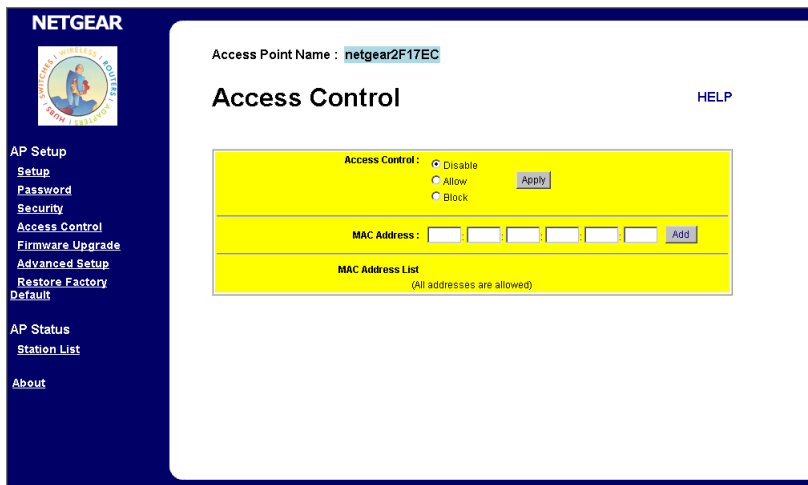 NETGEAR
SWITCHES | WIRELESS | ROUTERS | ADAPTERS | HUBS |
AP Setup
Setup
Password
Security
Access Control
Firmware Upgrade
Advanced Setup
Restore Factory
Default
AP Status
Station List
About
Access Point Name : netgear2F17EC
Access Control
HELP
Access Control :
Disable
Allow
Block
Apply
MAC Address : : : : : : Add
MAC Address List
(All addresses are allowed)